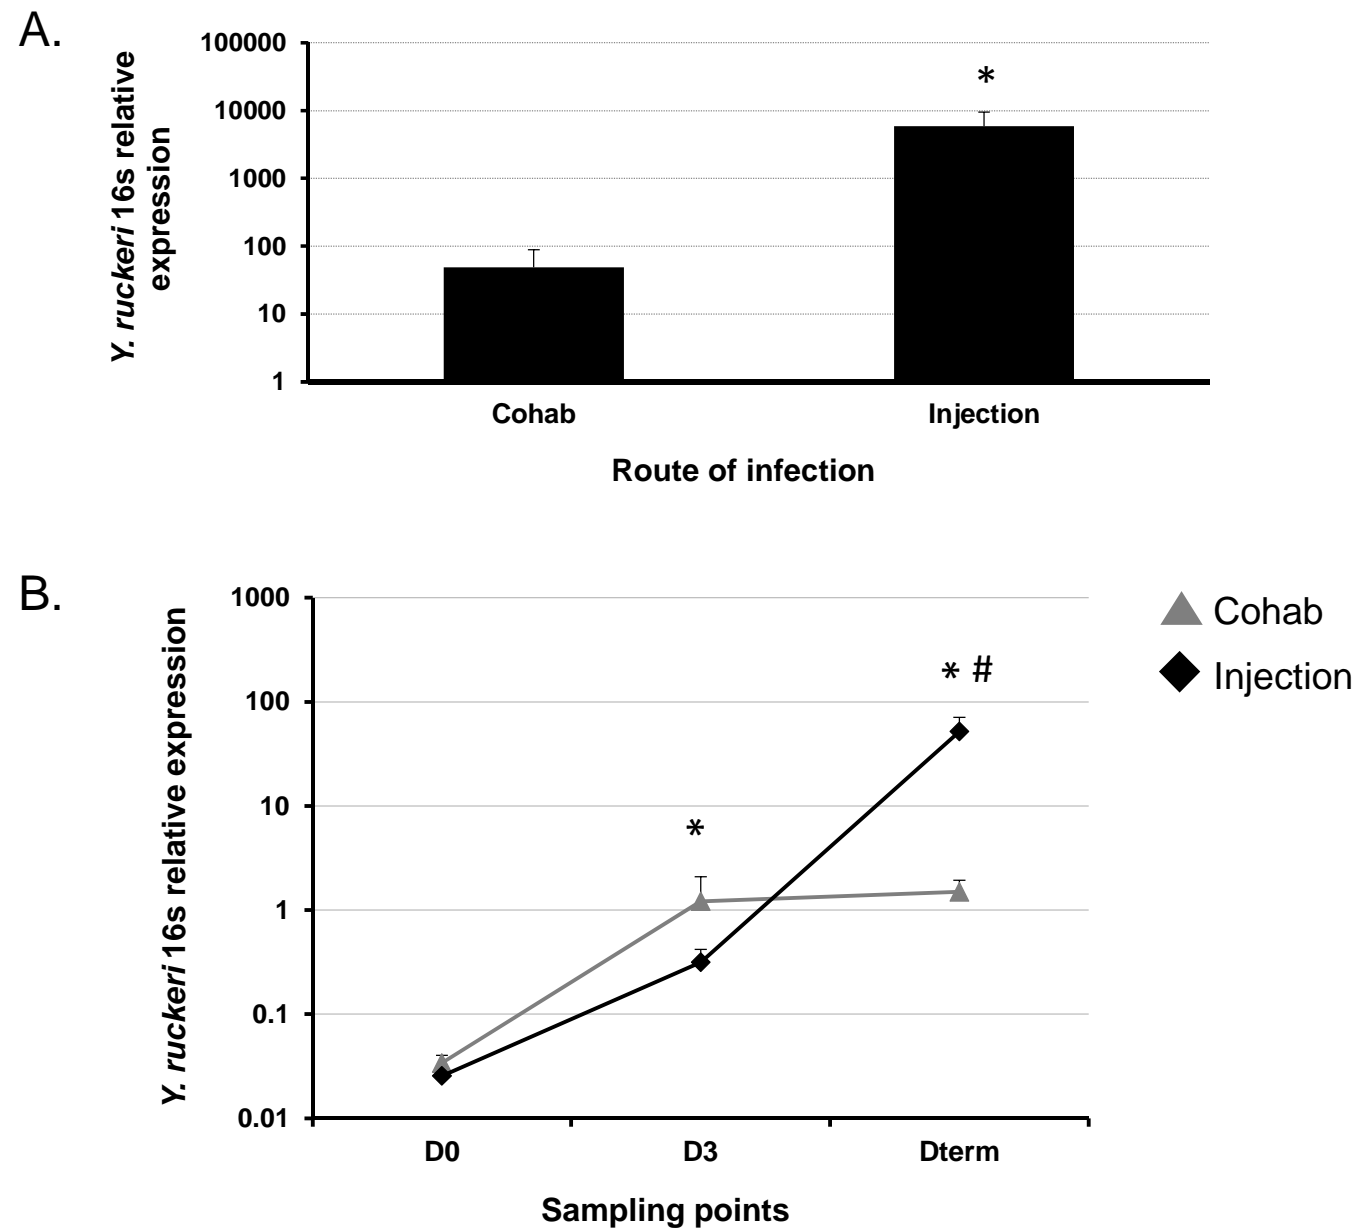 A.
Y. ruckeri 16s relative
expression
100000
10000
1000
100
10
1
*
Cohab
Injection
Route of infection
B.
Y. ruckeri 16s relative expression
1000
100
10
1
0.1
0.01
*
* #
D0
D3
Dterm
Sampling points
Cohab
Injection